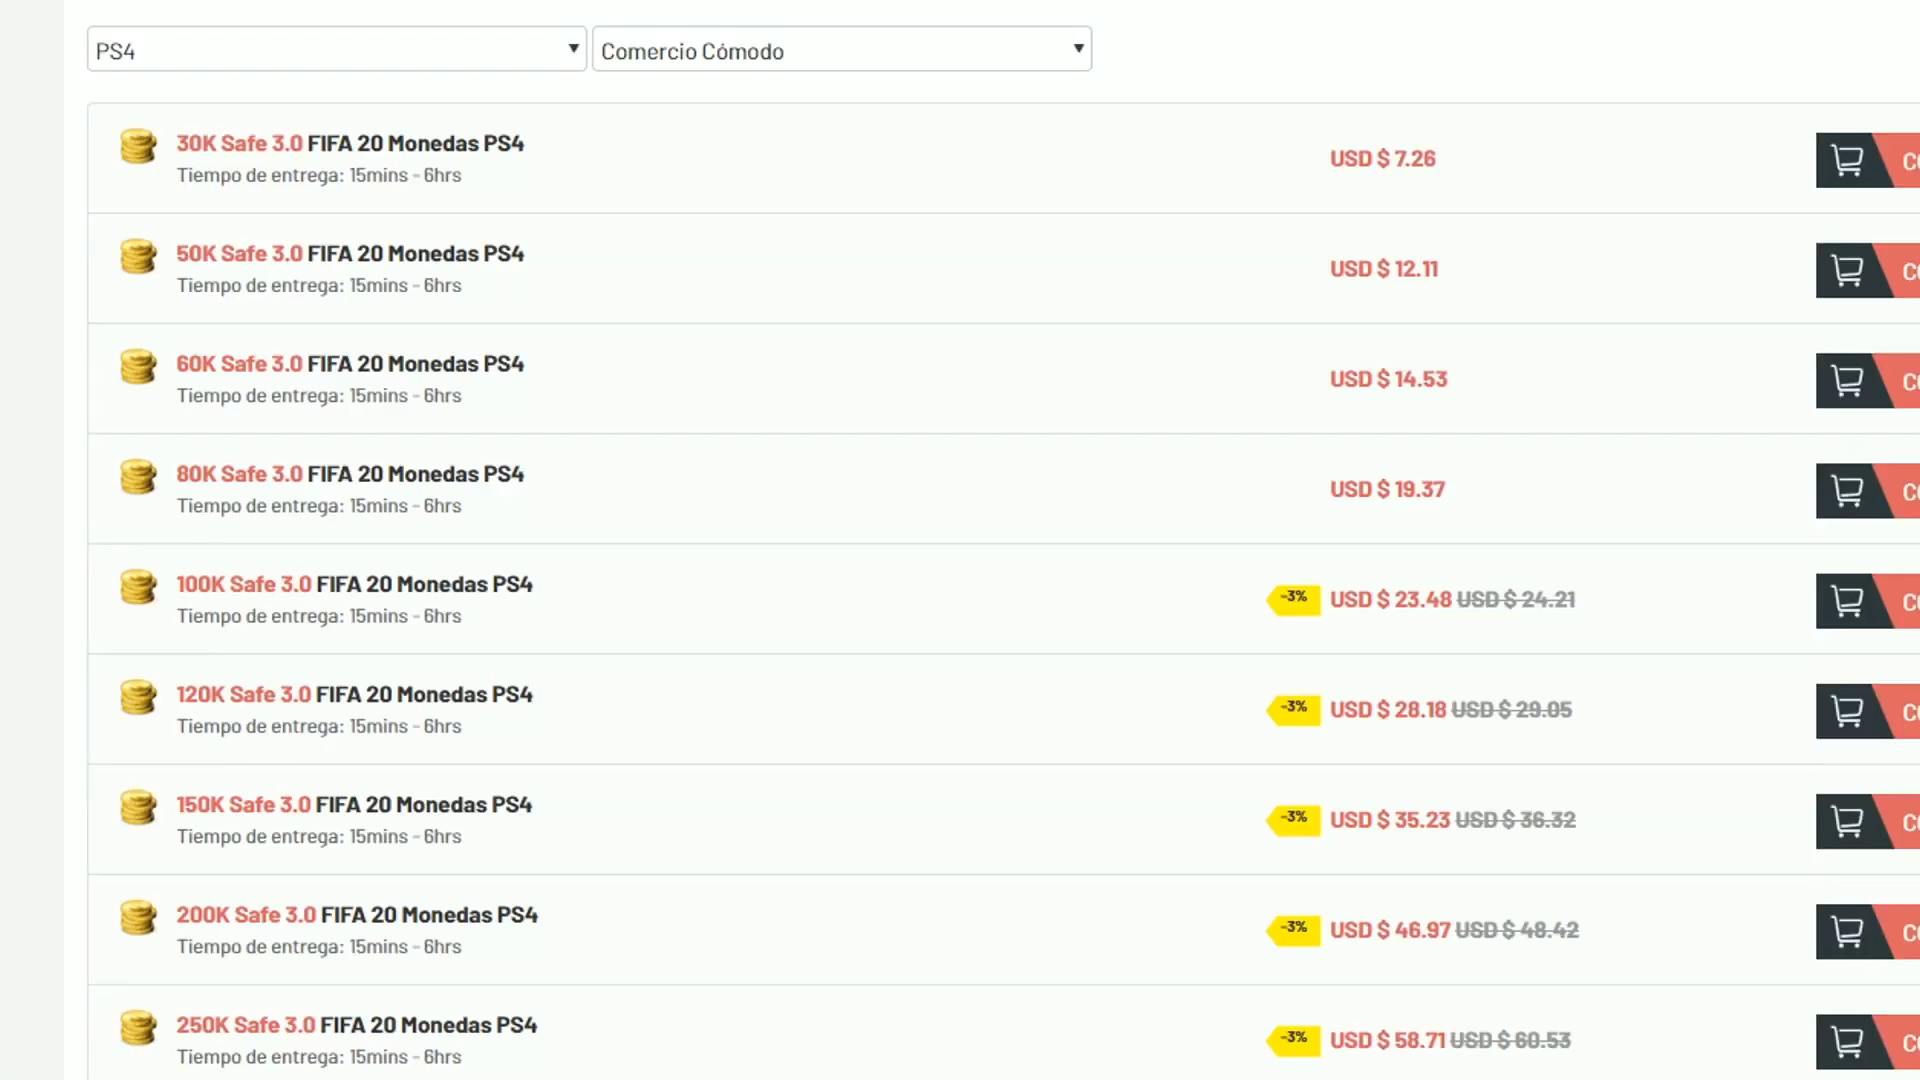 PS4 Comercio Cómodo
30K Safe 3.0 FIFA 20 Monedas PS4
Tiempo de entrega: 15mins - 6hrs
USD $ 7.26
50K Safe 3.0 FIFA 20 Monedas PS4
Tiempo de entrega: 15mins - 6hrs
USD $ 12.11
60K Safe 3.0 FIFA 20 Monedas PS4
Tiempo de entrega: 15mins - 6hrs
USD $ 14.53
80K Safe 3.0 FIFA 20 Monedas PS4
Tiempo de entrega: 15mins - 6hrs
USD $ 19.37
100K Safe 3.0 FIFA 20 Monedas PS4
Tiempo de entrega: 15mins - 6hrs
-3% USD $ 23.48 USD $ 24.21
120K Safe 3.0 FIFA 20 Monedas PS4
Tiempo de entrega: 15mins - 6hrs
-3% USD $ 28.18 USD $ 29.05
150K Safe 3.0 FIFA 20 Monedas PS4
Tiempo de entrega: 15mins - 6hrs
-3% USD $ 35.23 USD $ 36.32
200K Safe 3.0 FIFA 20 Monedas PS4
Tiempo de entrega: 15mins - 6hrs
-3% USD $ 46.97 USD $ 48.42
250K Safe 3.0 FIFA 20 Monedas PS4
Tiempo de entrega: 15mins - 6hrs
-3% USD $ 58.71 USD $ 60.53